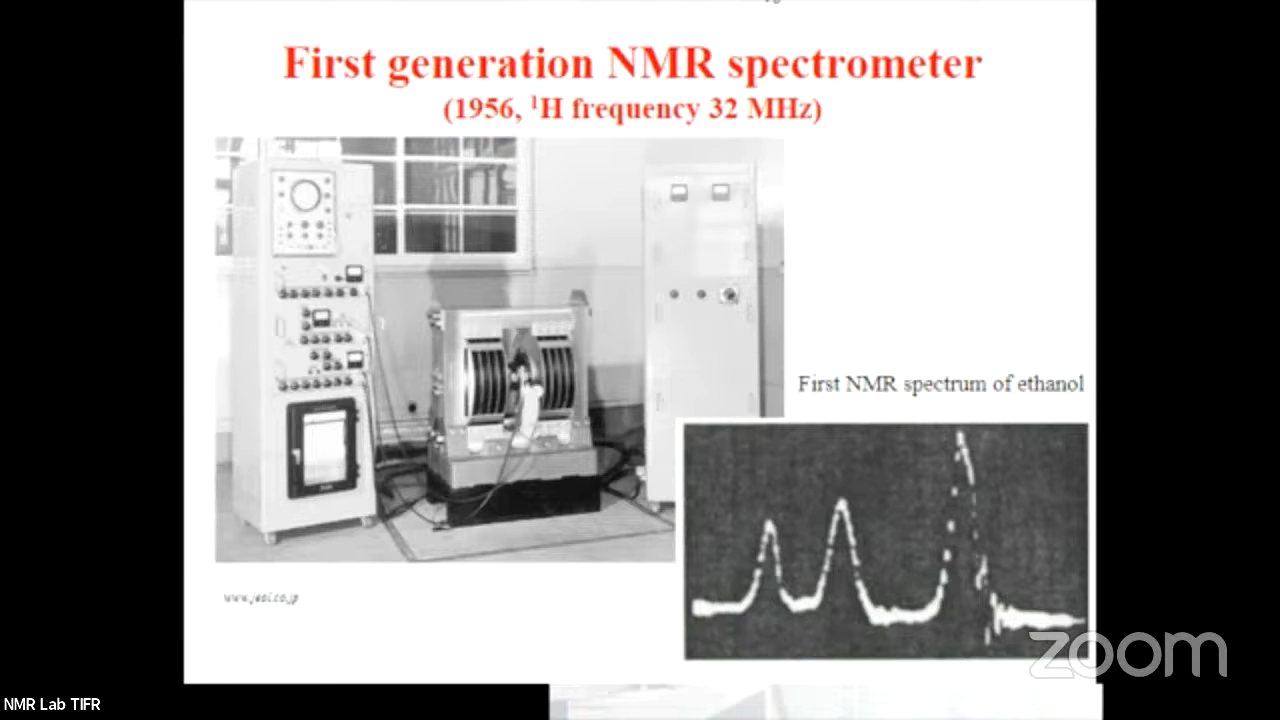 First generation NMR spectrometer
(1956, ¹H frequency 32 MHz)
First NMR spectrum of ethanol
www.jeol.co.jp
zoom
NMR Lab TIFR